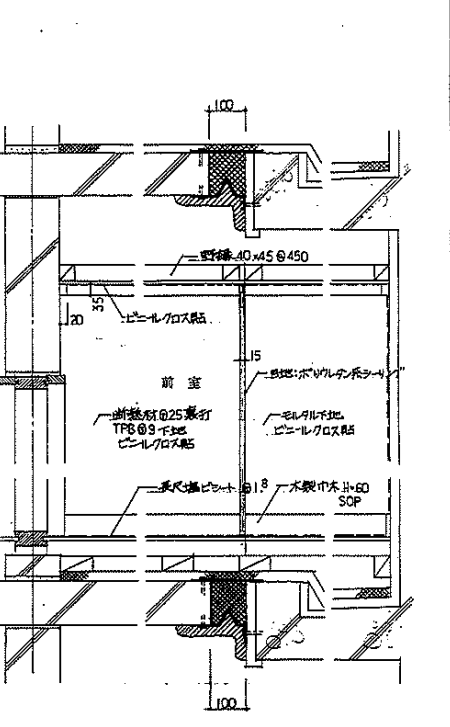 100
野縁 40×45@450
35
ビニールクロス貼
20
15
目地:ポリウレタン系シーリング
前室
断熱材@25裏打
TPB@9下地
ビニールクロス貼
モルタル下地
ビニールクロス貼
長尺塩ビシート @1.8
木製巾木 H=60
SOP
100